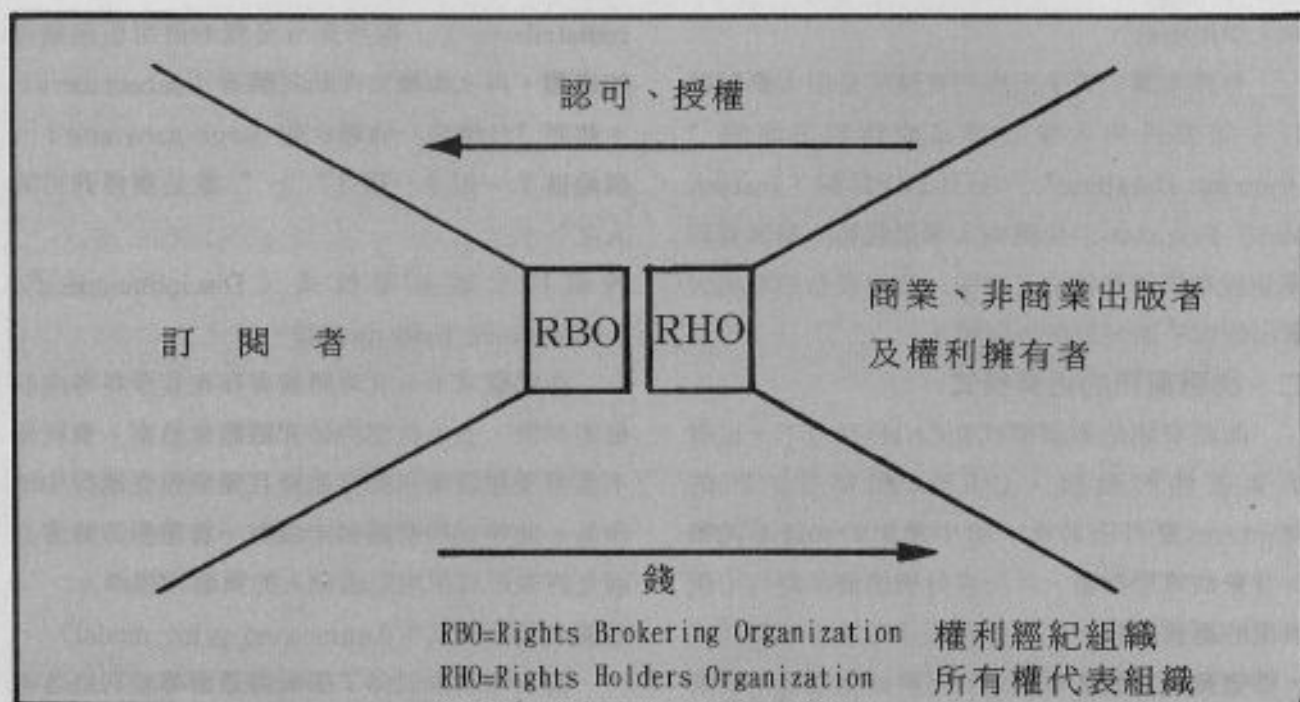 認可、授權
訂閱者
RBO
RHO
商業、非商業出版者
及權利擁有者
錢
RBO=Rights Brokering Organization 權利經紀組織
RHO=Rights Holders Organization 所有權代表組織